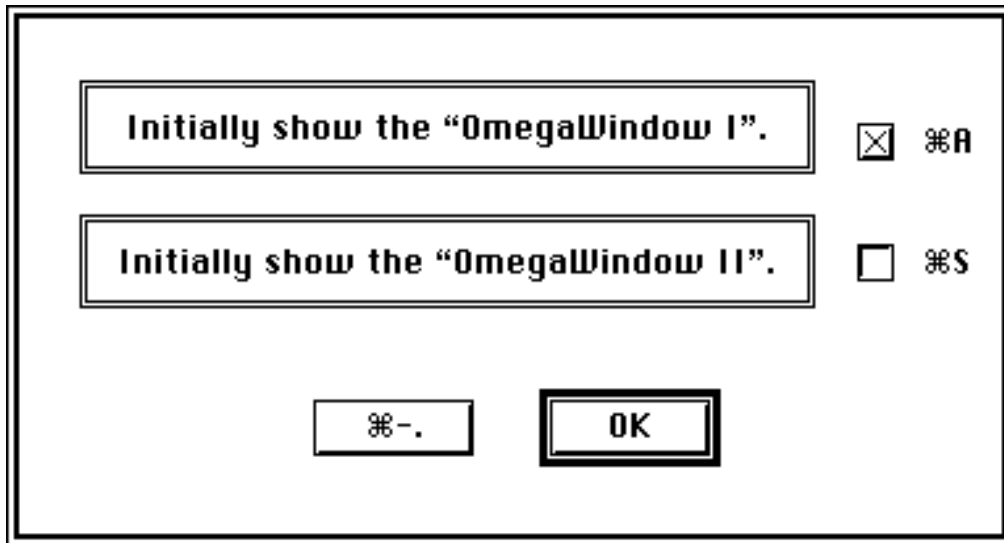 Initially show the “OmegaWindow I”.
⌘A
Initially show the “OmegaWindow II”.
⌘S
⌘-.
OK